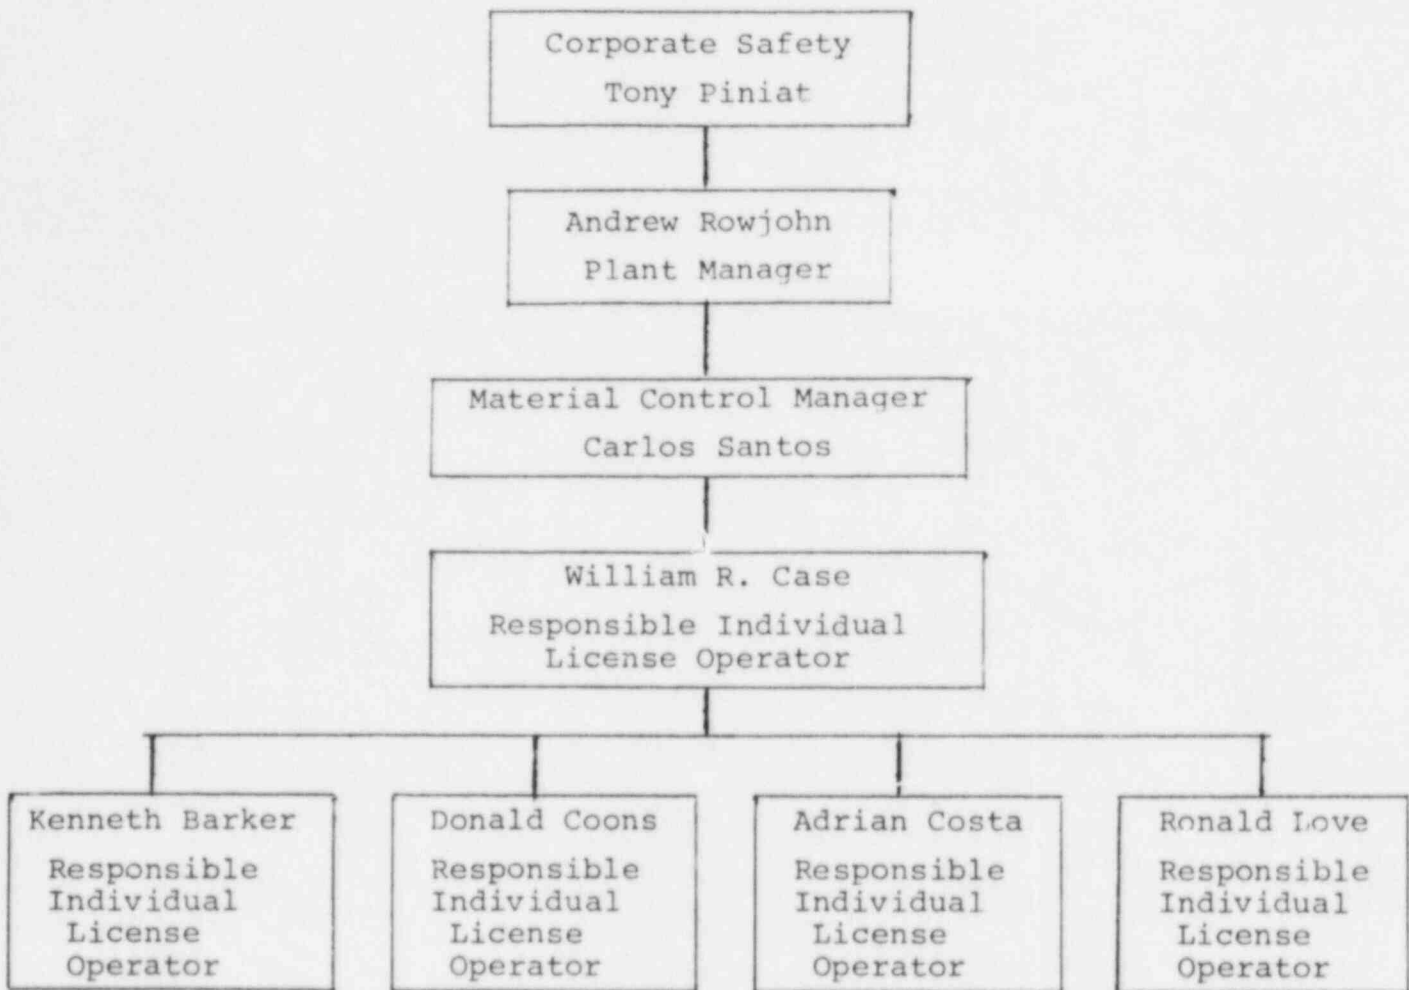 Corporate Safety
Tony Piniat
Andrew Rowjohn
Plant Manager
Material Control Manager
Carlos Santos
William R. Case
Responsible Individual
License Operator
Kenneth Barker
Responsible
Individual
License
Operator
Donald Coons
Responsible
Individual
License
Operator
Adrian Costa
Responsible
Individual
License
Operator
Ronald Love
Responsible
Individual
License
Operator